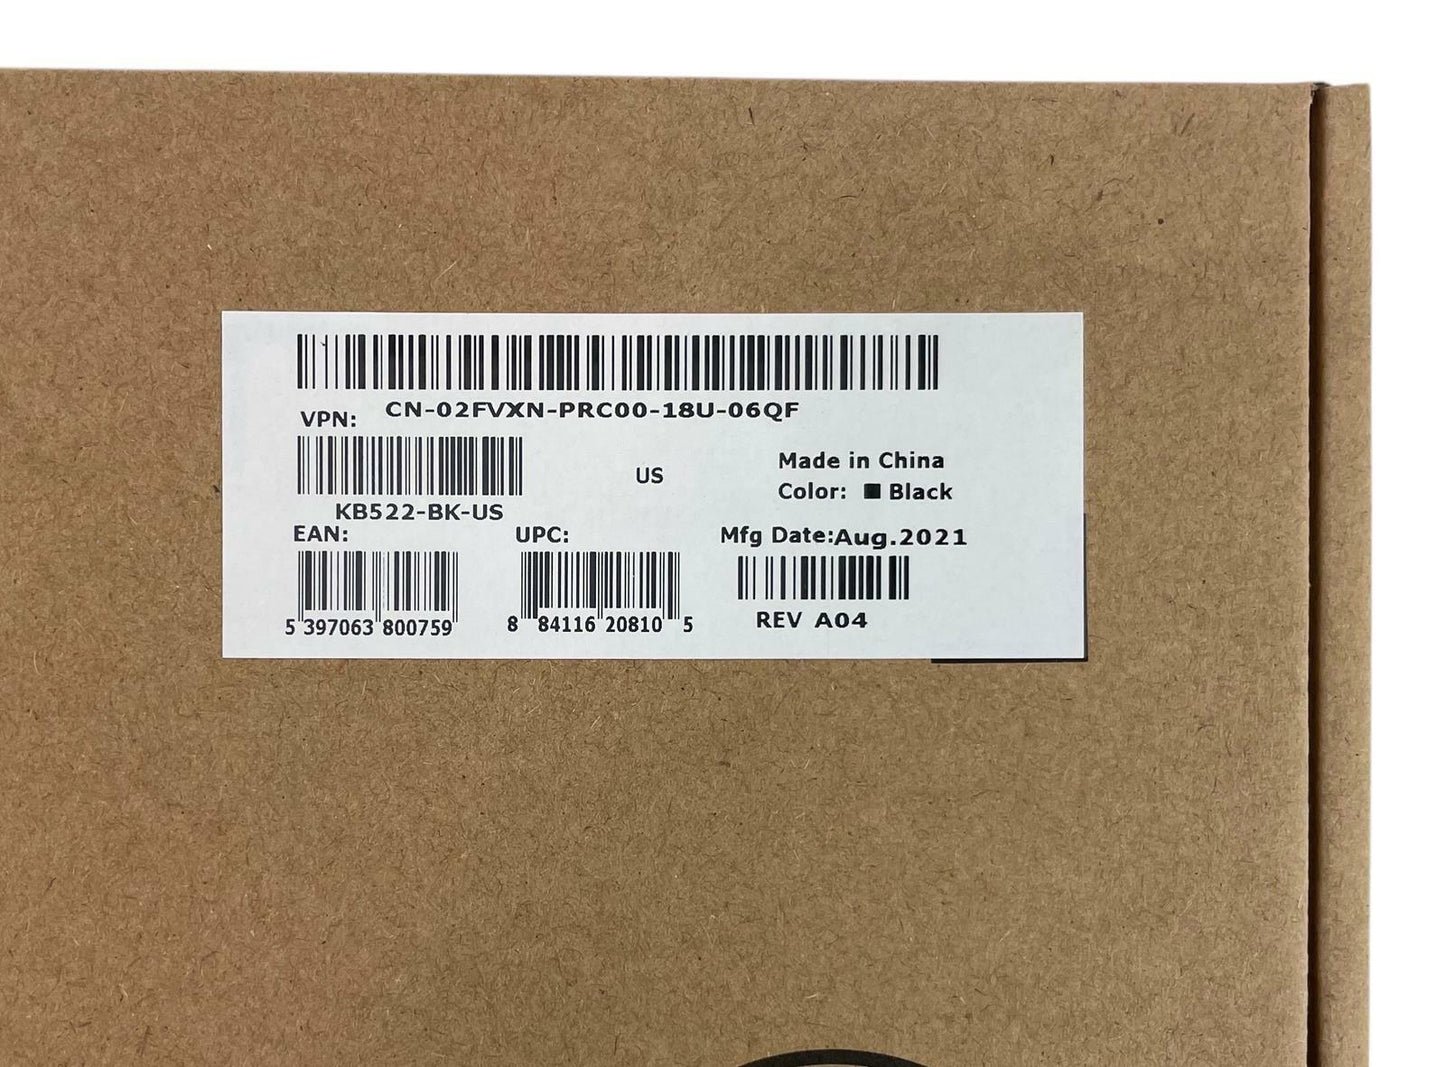 CN-02FVXN-PRC00-18U-06QF
VPN:
US
Made in China
Color: ■ Black
KB522-BK-US
EAN:
UPC:
Mfg Date:Aug.2021
5 397063 800759
8 84116 20810 5
REV A04